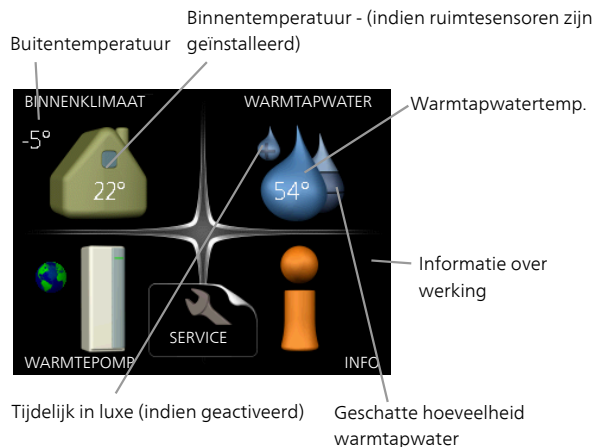 Binnentemperatuur - (indien ruimtesensoren zijn
geïnstalleerd)
Buitentemperatuur
BINNENKLIMAAT
WARMTAPWATER
Warmtapwatertemp.
-5°
22°
54°
Informatie over
werking
SERVICE
WARMTEPOMP
INFO
Tijdelijk in luxe (indien geactiveerd)
Geschatte hoeveelheid
warmtapwater